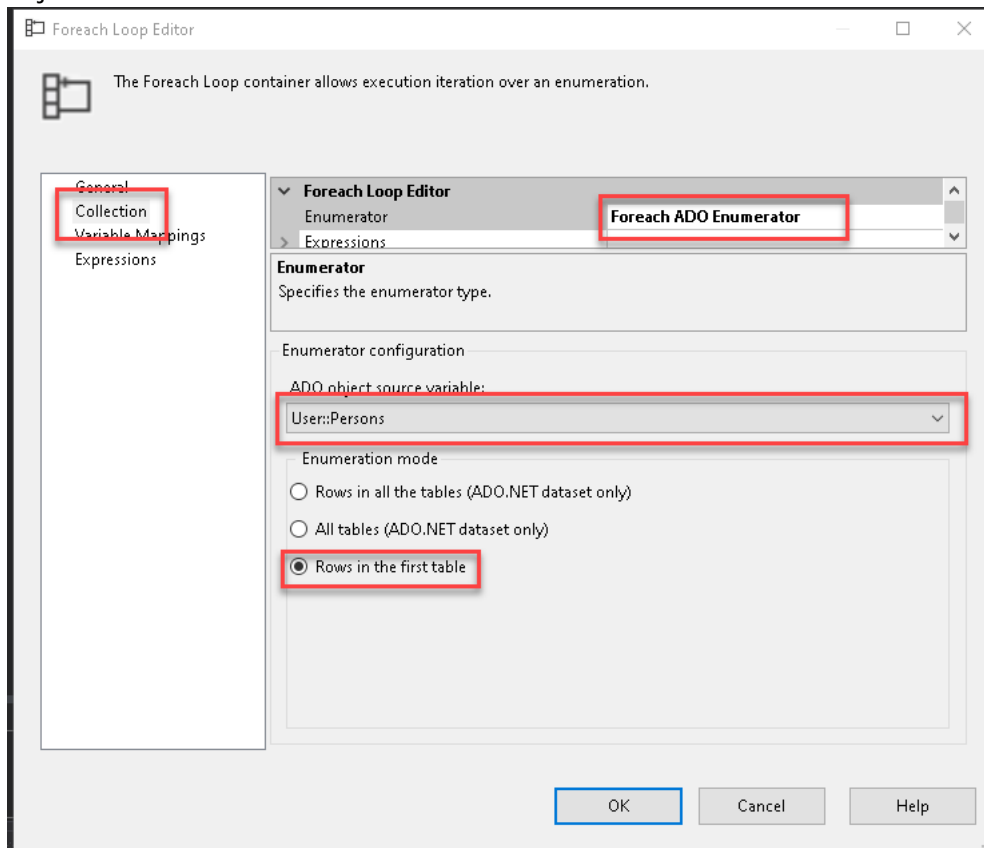 Foreach Loop Editor
The Foreach Loop container allows execution iteration over an enumeration.
General
Collection
Variable Mappings
Expressions
Foreach Loop Editor
Enumerator Foreach ADO Enumerator
Expressions
Enumerator
Specifies the enumerator type.
Enumerator configuration
ADO object source variable:
User::Persons
Enumeration mode
Rows in all the tables (ADO.NET dataset only)
All tables (ADO.NET dataset only)
Rows in the first table
OK Cancel Help